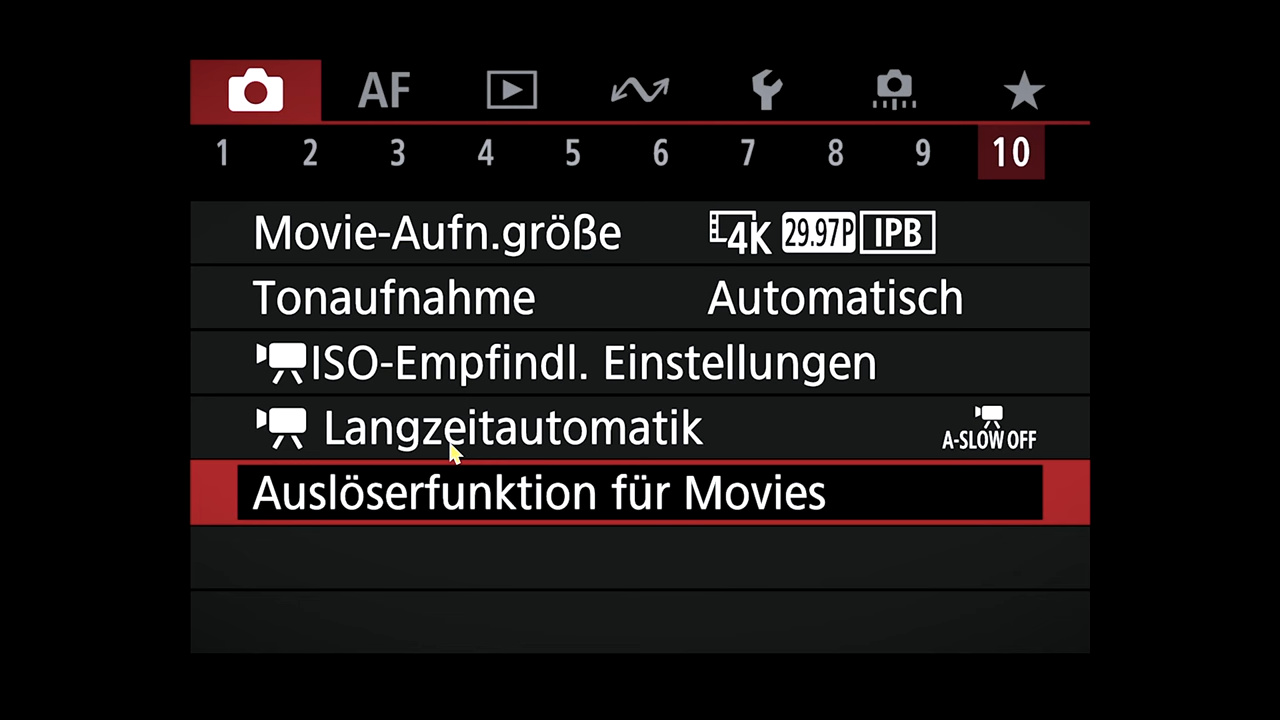 AF
1 2 3 4 5 6 7 8 9 10
Movie-Aufn.größe 4K 29.97P IPB
Tonaufnahme Automatisch
ISO-Empfindl. Einstellungen
Langzeitautomatik A-SLOW OFF
Auslöserfunktion für Movies